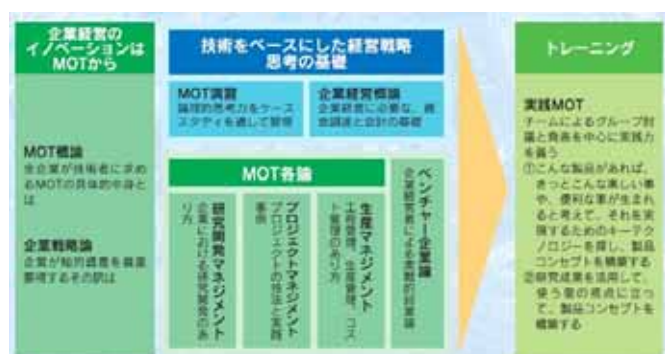 企業経営の
イノベーションは
MOTから
MOT概論
今企業が技術者に求め
るMOTの具体的中身と
は
企業戦略論
企業が知的資産を最重
要視するその訳は
技術をベースにした経営戦略
思考の基礎
MOT演習
論理的思考力をケース
スタディを通して習得
企業経営概論
企業経営に必要な、資
金調達と会計の基礎
MOT各論
研究開発マネジメント
企業における研究開発のあ
り方
プロジェクトマネジメント
プロジェクトの技法と実践
事例
生産マネジメント
工程管理、生産管理、コス
ト管理のあり方
ベンチャー企業論
企業経営者による実戦的起業論
トレーニング
実践MOT
チームによるグループ討
議と発表を中心に実践力
を養う
①こんな製品があれば、
きっとこんな楽しい事
や、便利な事が生まれ
ると考えて、それを実
現するためのキーテク
ノロジーを探し、製品
コンセプトを構築する
②研究成果を活用して、
使う側の視点に立っ
て、製品コンセプトを
構築する